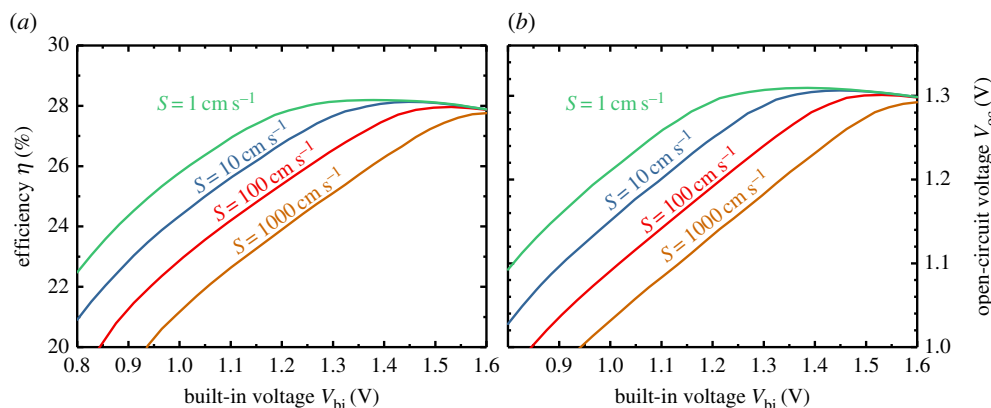 (a)
30
28
26
24
22
20
efficiency η (%)
S = 1 cm s⁻¹
S = 10 cm s⁻¹
S = 100 cm s⁻¹
S = 1000 cm s⁻¹
0.8 0.9 1.0 1.1 1.2 1.3 1.4 1.5 1.6
built-in voltage V_bi (V)
(b)
S = 1 cm s⁻¹
S = 10 cm s⁻¹
S = 100 cm s⁻¹
S = 1000 cm s⁻¹
1.3
1.2
1.1
1.0
open-circuit voltage V_oc (V)
0.9 1.0 1.1 1.2 1.3 1.4 1.5 1.6
built-in voltage V_bi (V)